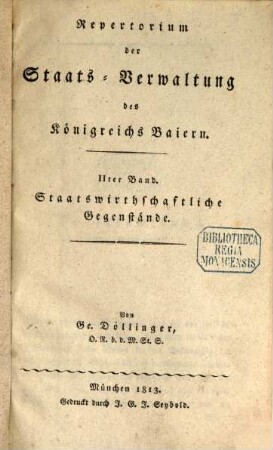 Repertorium
der
Staats-Verwaltung
des
Königreichs Baiern.
IIter Band.
Staatswirthschaftliche
Gegenstände.
BIBLIOTHECA
REGIA
MONACENSIS
Von
Ge. Döllinger,
O. R. b. d. M. St. S.
München 1813.
Gedruckt durch J. G. J. Seybold.